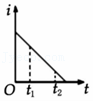 i
O t₁ t₂ t